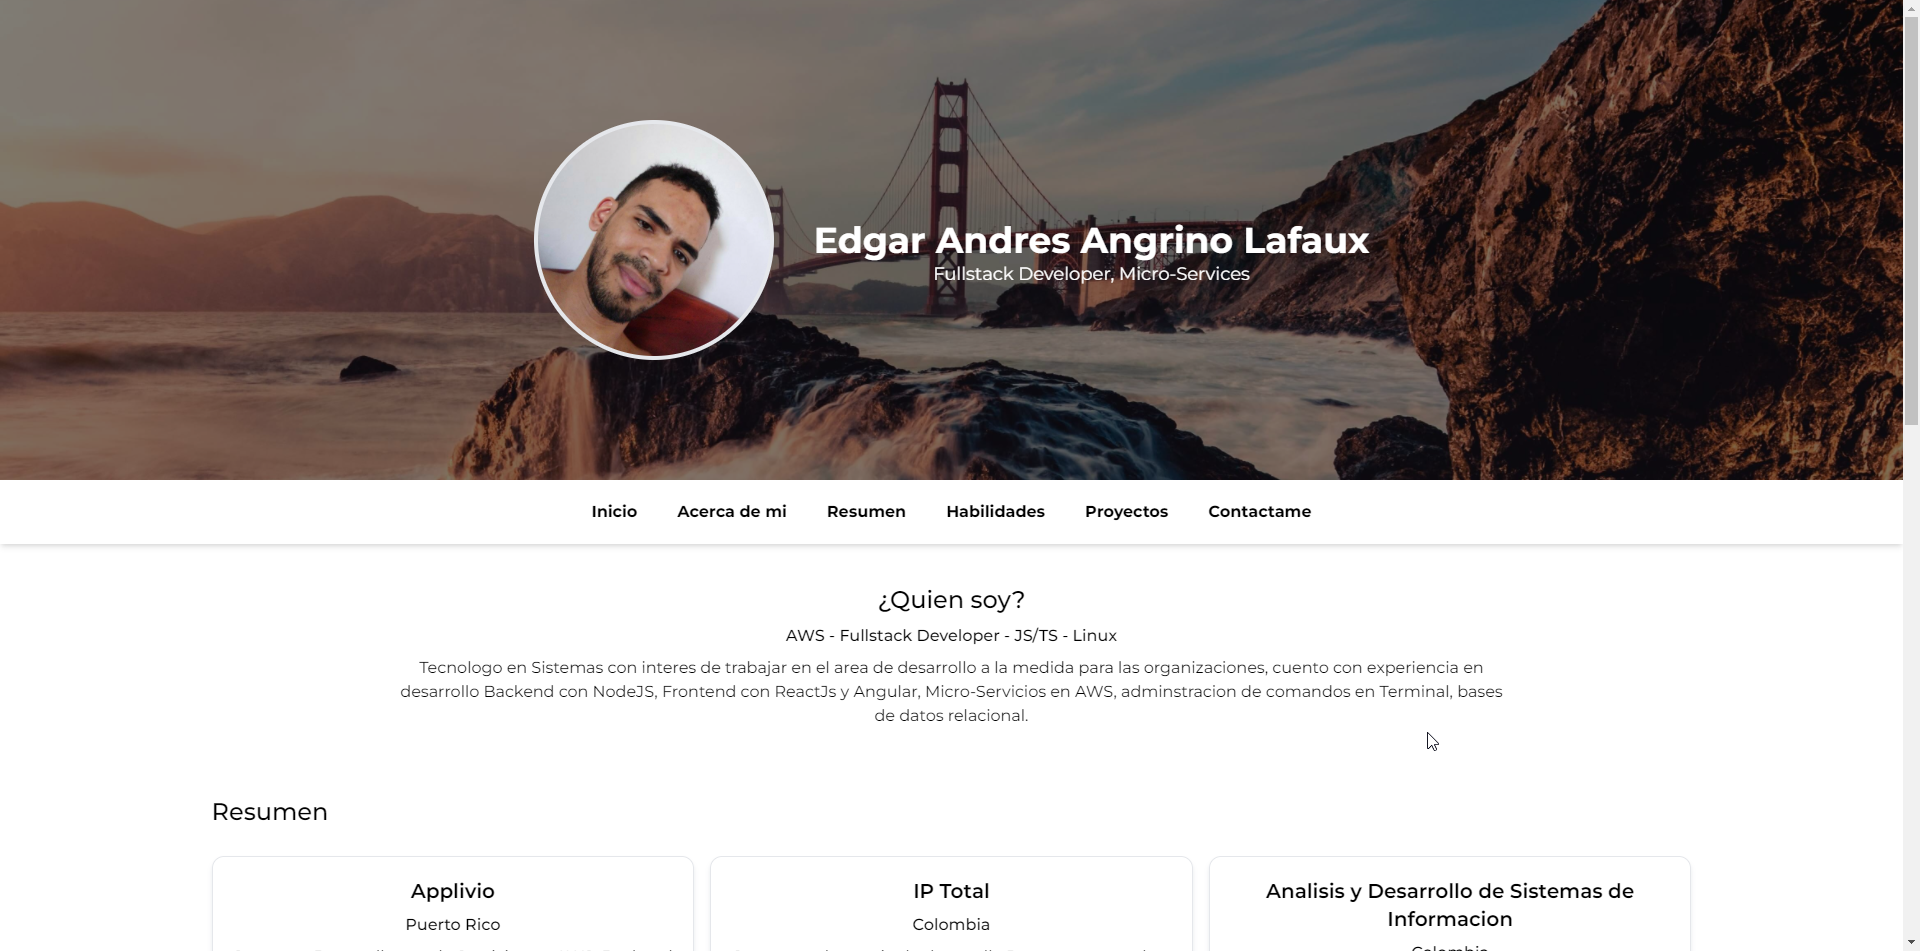 Edgar Andres Angrino Lafaux
Fullstack Developer, Micro-Services
Inicio Acerca de mi Resumen Habilidades Proyectos Contactame
¿Quien soy?
AWS - Fullstack Developer - JS/TS - Linux
Tecnologo en Sistemas con interes de trabajar en el area de desarrollo a la medida para las organizaciones, cuento con experiencia en
desarrollo Backend con NodeJS, Frontend con ReactJs y Angular, Micro-Servicios en AWS, adminstracion de comandos en Terminal, bases
de datos relacional.
Resumen
Applivio
Puerto Rico
IP Total
Colombia
Analisis y Desarrollo de Sistemas de
Informacion